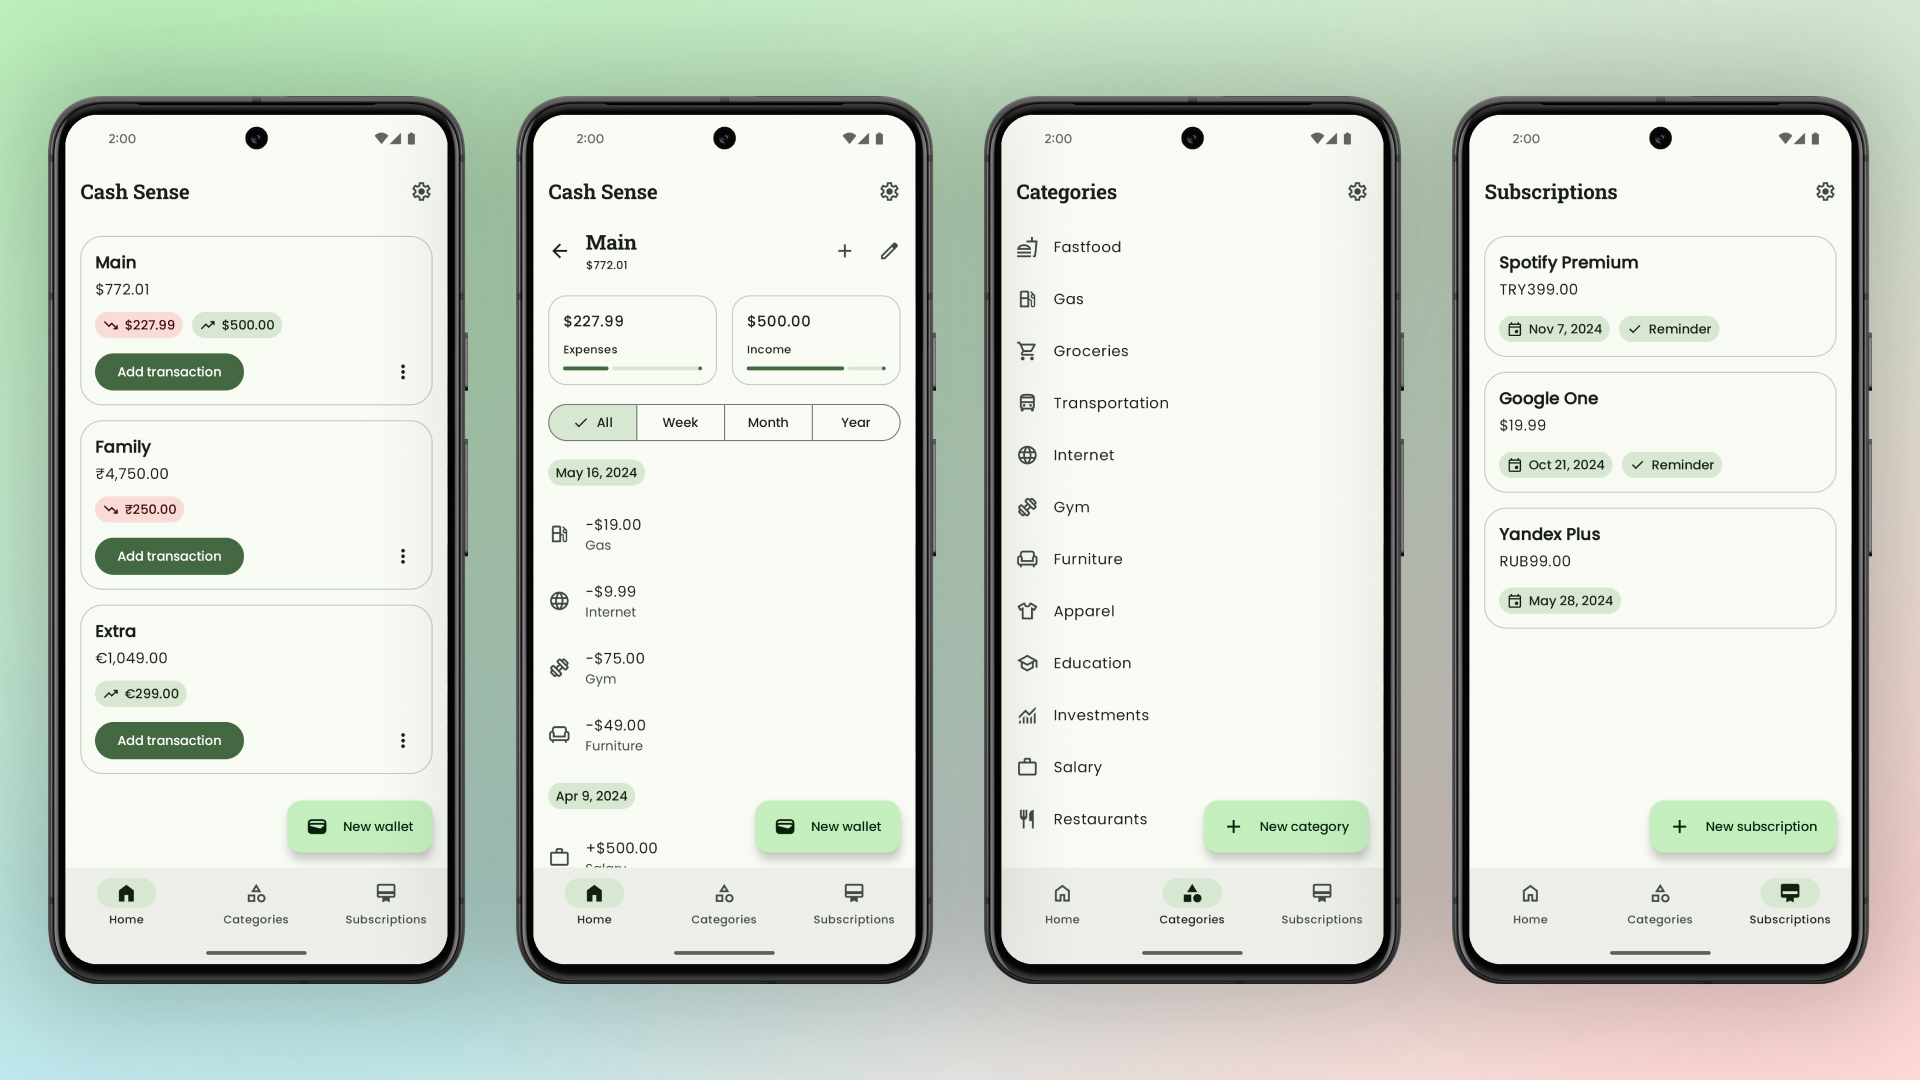 2:00
Cash Sense
Main
$772.01
$227.99 $500.00
Add transaction
Family
₹4,750.00
₹250.00
Add transaction
Extra
€1,049.00
€299.00
Add transaction
New wallet
Home Categories Subscriptions
2:00
Cash Sense
Main
$772.01
$227.99 $500.00
Expenses Income
All Week Month Year
May 16, 2024
-$19.00
Gas
-$9.99
Internet
-$75.00
Gym
-$49.00
Furniture
Apr 9, 2024
+$500.00
Salary
New wallet
Home Categories Subscriptions
2:00
Categories
Fastfood
Gas
Groceries
Transportation
Internet
Gym
Furniture
Apparel
Education
Investments
Salary
Restaurants
New category
Home Categories Subscriptions
2:00
Subscriptions
Spotify Premium
TRY399.00
Nov 7, 2024 Reminder
Google One
$19.99
Oct 21, 2024 Reminder
Yandex Plus
RUB99.00
May 28, 2024
New subscription
Home Categories Subscriptions